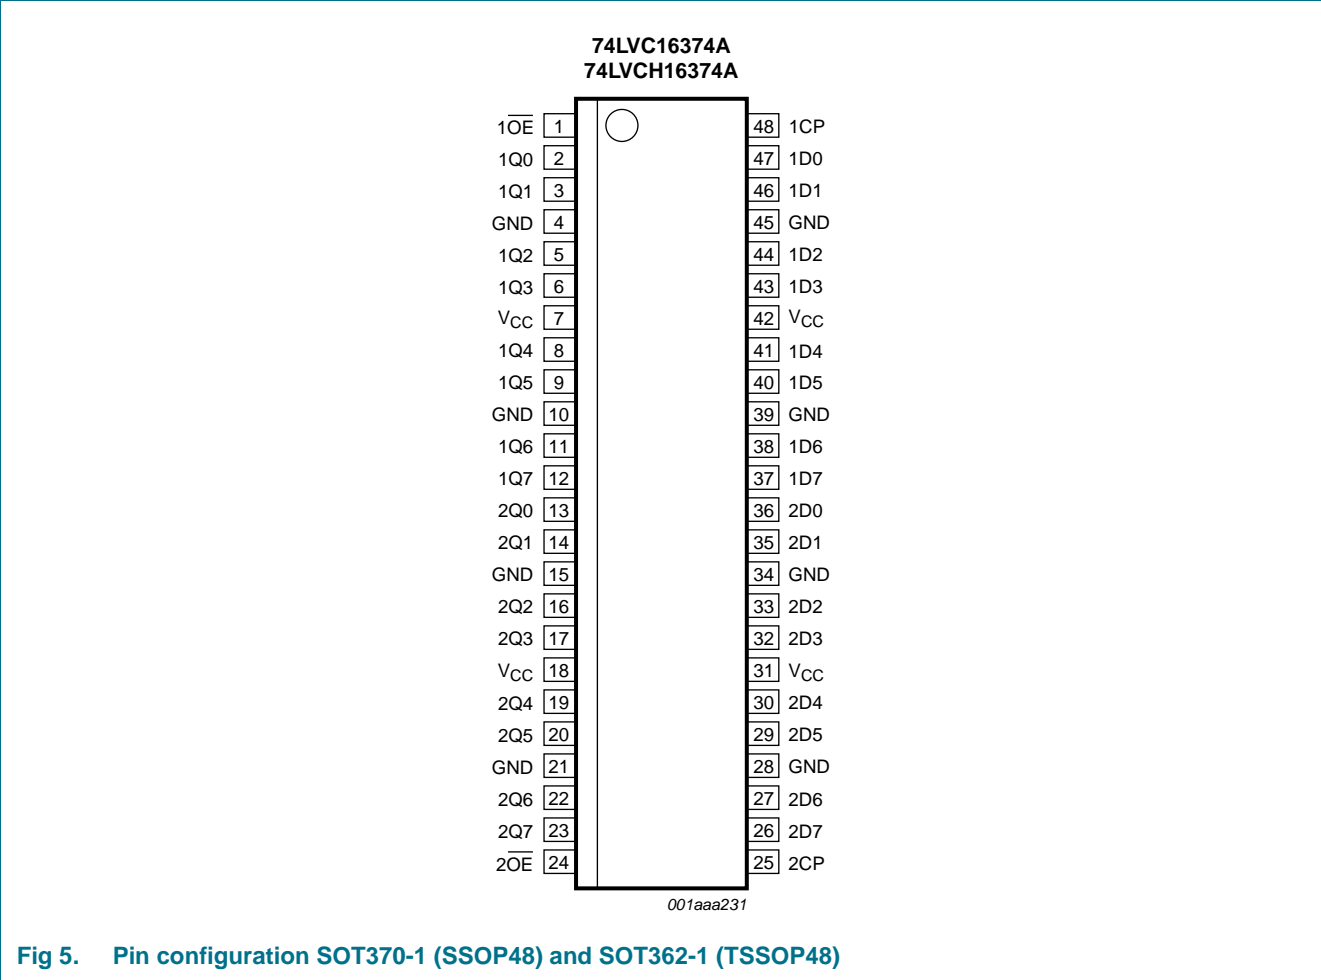 74LVC16374A
74LVCH16374A
1OE 1 48 1CP
1Q0 2 47 1D0
1Q1 3 46 1D1
GND 4 45 GND
1Q2 5 44 1D2
1Q3 6 43 1D3
VCC 7 42 VCC
1Q4 8 41 1D4
1Q5 9 40 1D5
GND 10 39 GND
1Q6 11 38 1D6
1Q7 12 37 1D7
2Q0 13 36 2D0
2Q1 14 35 2D1
GND 15 34 GND
2Q2 16 33 2D2
2Q3 17 32 2D3
VCC 18 31 VCC
2Q4 19 30 2D4
2Q5 20 29 2D5
GND 21 28 GND
2Q6 22 27 2D6
2Q7 23 26 2D7
2OE 24 25 2CP
001aaa231
Fig 5. Pin configuration SOT370-1 (SSOP48) and SOT362-1 (TSSOP48)